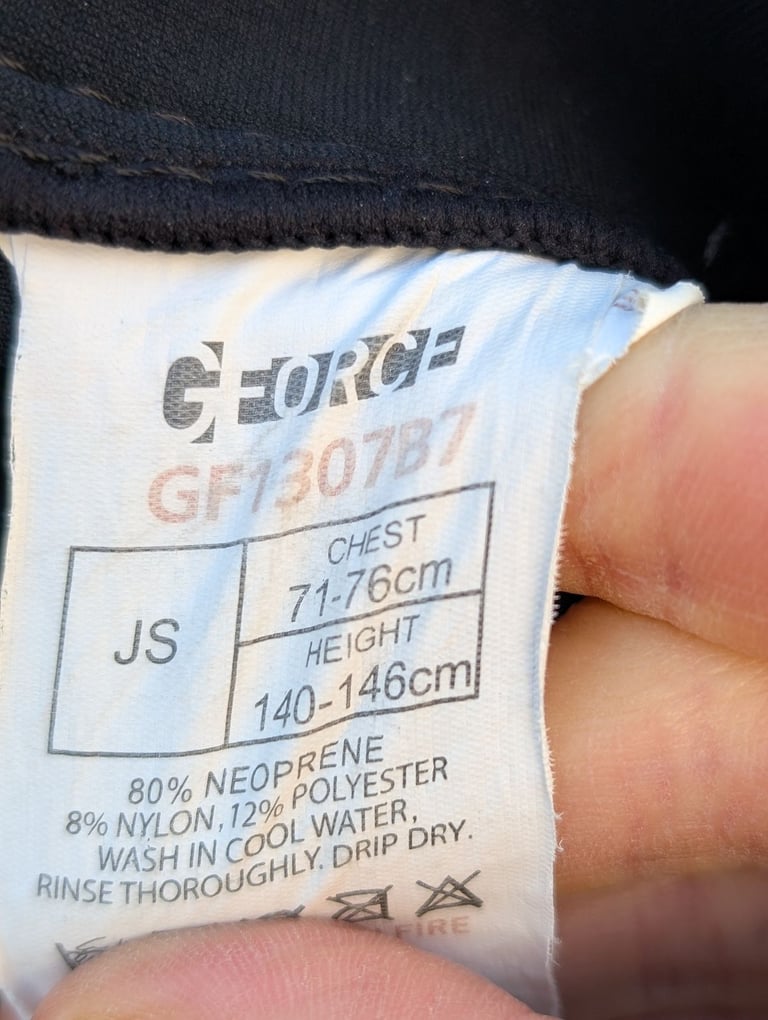 G FORCE
GF1307B7
CHEST
71-76cm
JS
HEIGHT
140-146cm
80% NEOPRENE
8% NYLON, 12% POLYESTER
WASH IN COOL WATER,
RINSE THOROUGHLY. DRIP DRY.
FIRE